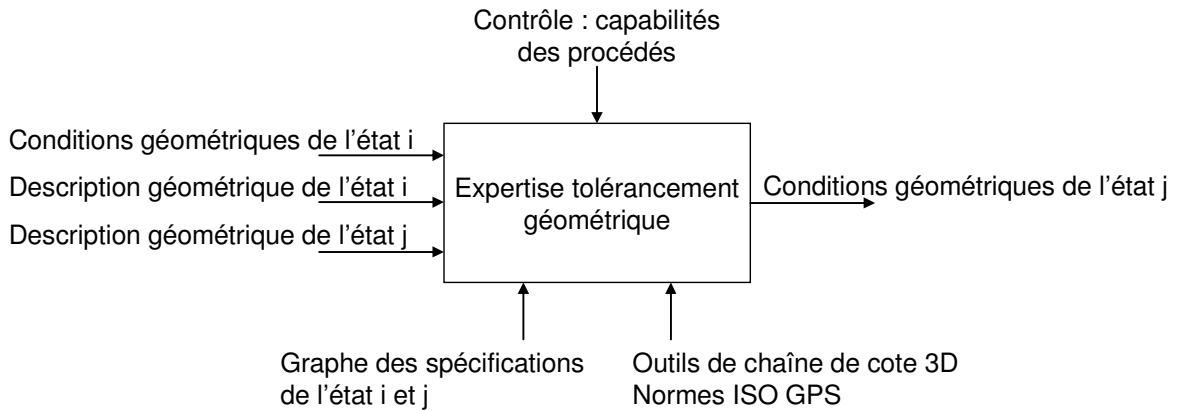 Contrôle : capabilités
des procédés
Conditions géométriques de l'état i
Description géométrique de l'état i
Description géométrique de l'état j
Expertise tolérancement
géométrique
Conditions géométriques de l'état j
Graphe des spécifications
de l'état i et j
Outils de chaîne de cote 3D
Normes ISO GPS